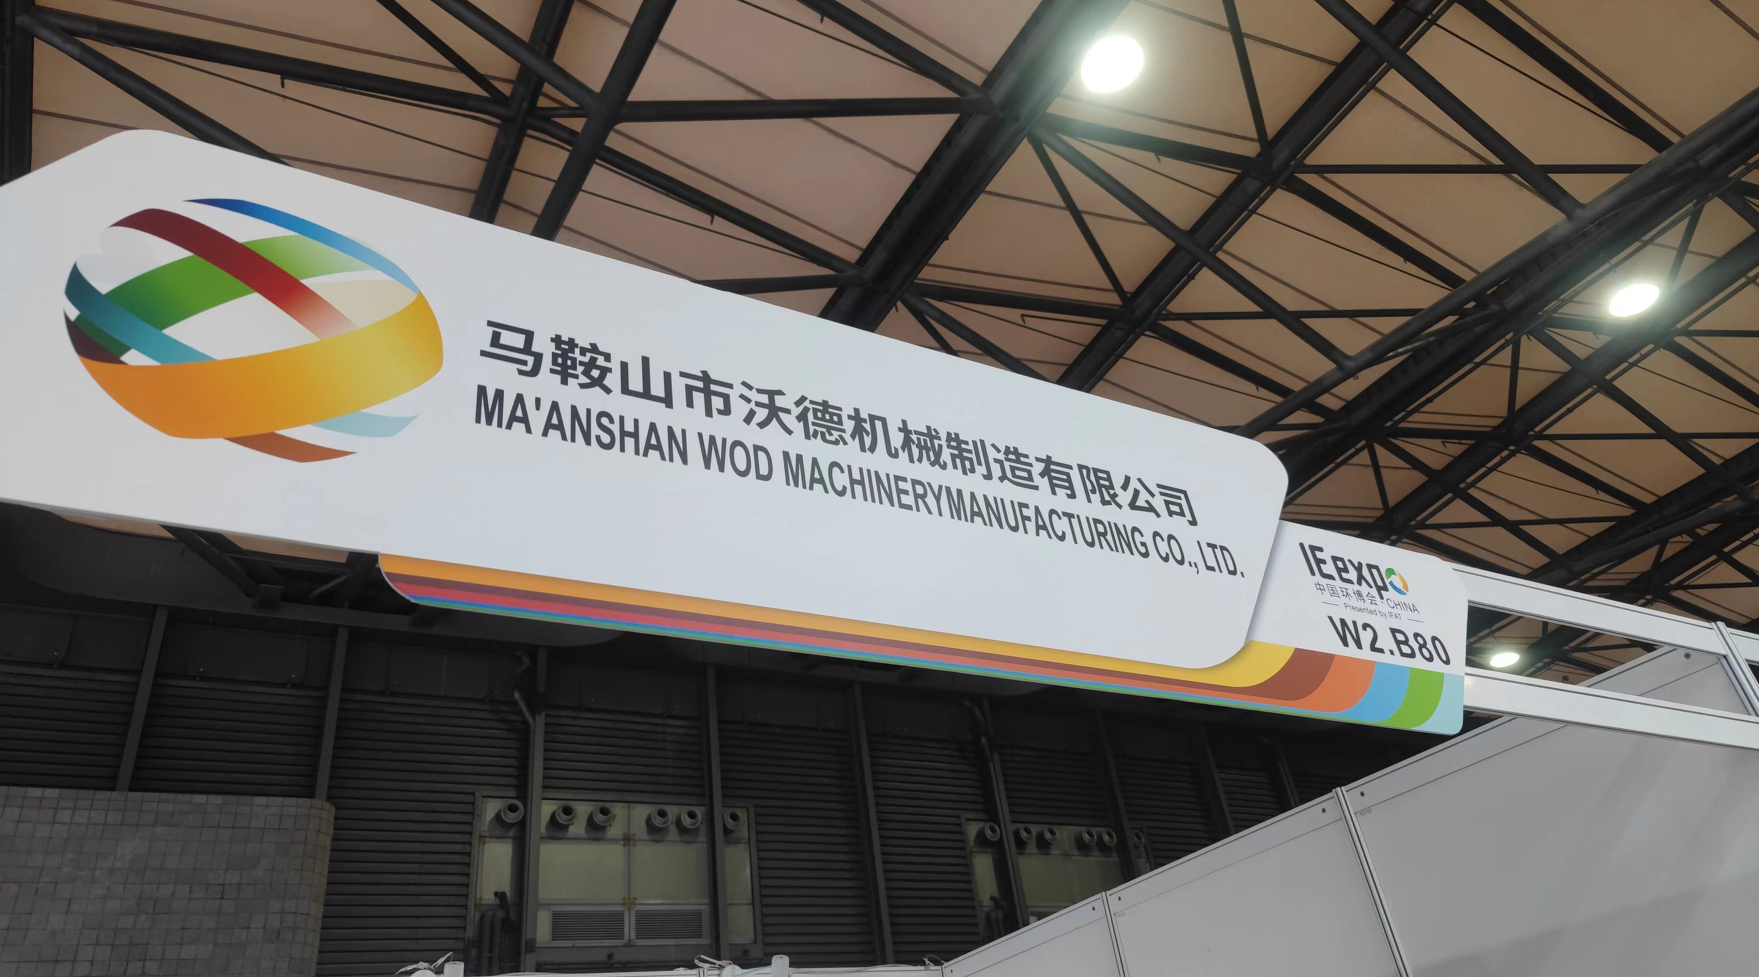 马鞍山市沃德机械制造有限公司
MA'ANSHAN WOD MACHINERYMANUFACTURING CO., LTD.
IEexpo
中国环博会 CHINA
Presented by IFAT
W2.B80